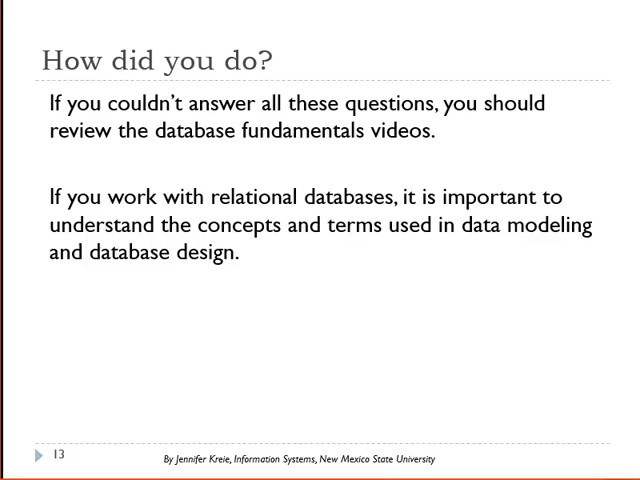 How did you do?
If you couldn't answer all these questions, you should
review the database fundamentals videos.
If you work with relational databases, it is important to
understand the concepts and terms used in data modeling
and database design.
13
By Jennifer Kreie, Information Systems, New Mexico State University